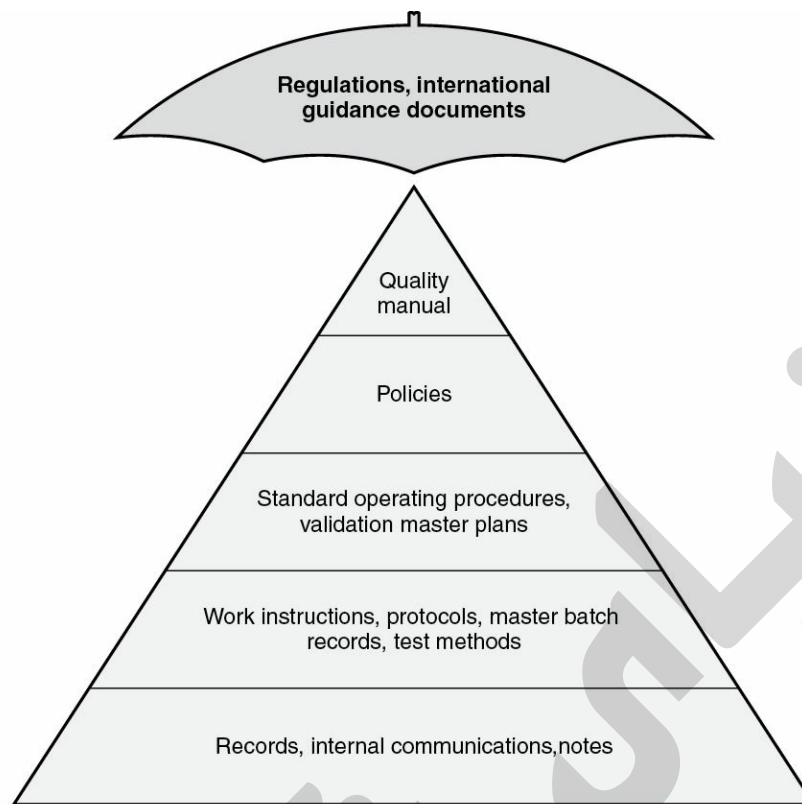 Regulations, international
guidance documents
Quality
manual
Policies
Standard operating procedures,
validation master plans
Work instructions, protocols, master batch
records, test methods
Records, internal communications,notes